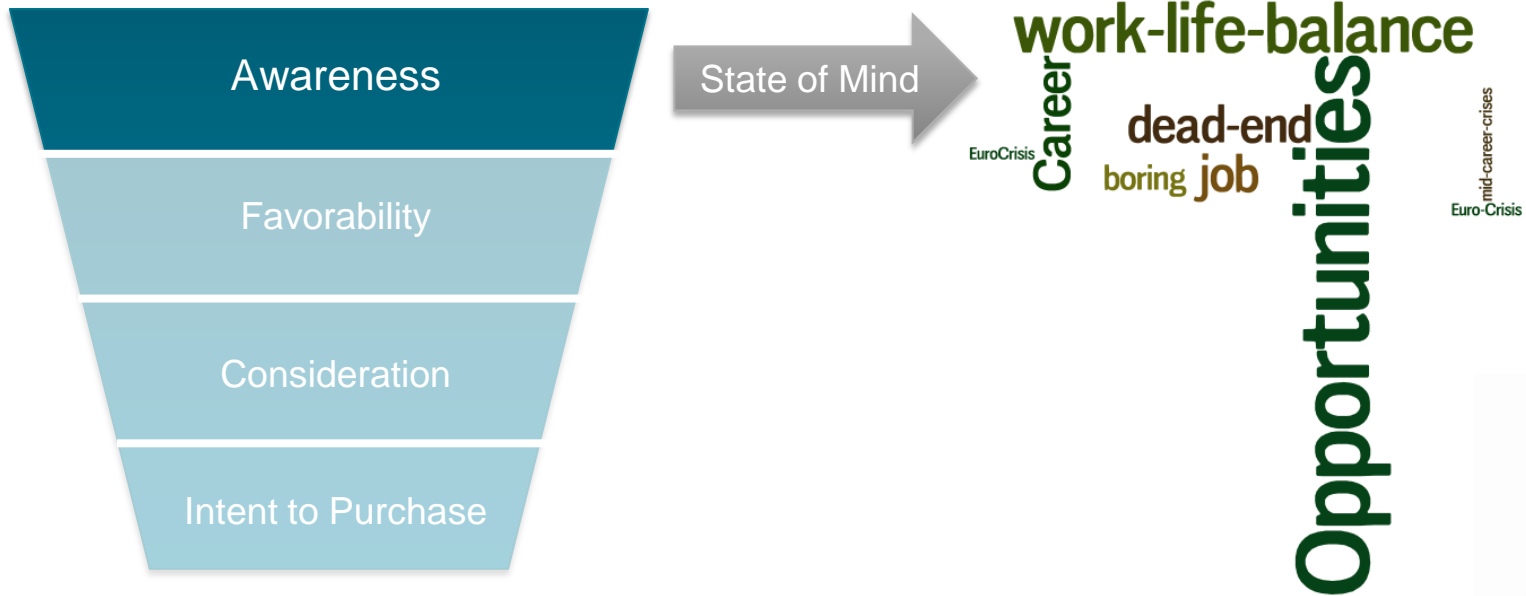 Awareness
Favorability
Consideration
Intent to Purchase
State of Mind
work-life-balance
Career
EuroCrisis
dead-end
boring job
Opportunities
mid-career-crises
Euro-Crisis